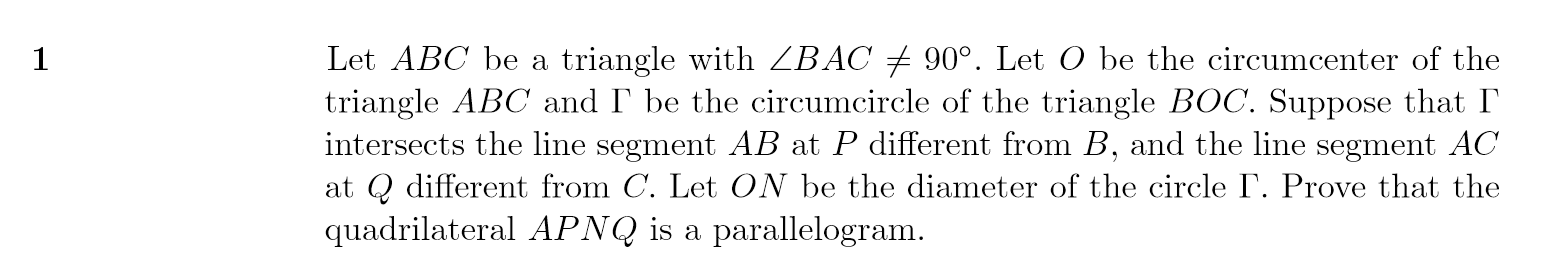 1 Let ABC be a triangle with ∠BAC ≠ 90°. Let O be the circumcenter of the
triangle ABC and Γ be the circumcircle of the triangle BOC. Suppose that Γ
intersects the line segment AB at P different from B, and the line segment AC
at Q different from C. Let ON be the diameter of the circle Γ. Prove that the
quadrilateral APNQ is a parallelogram.